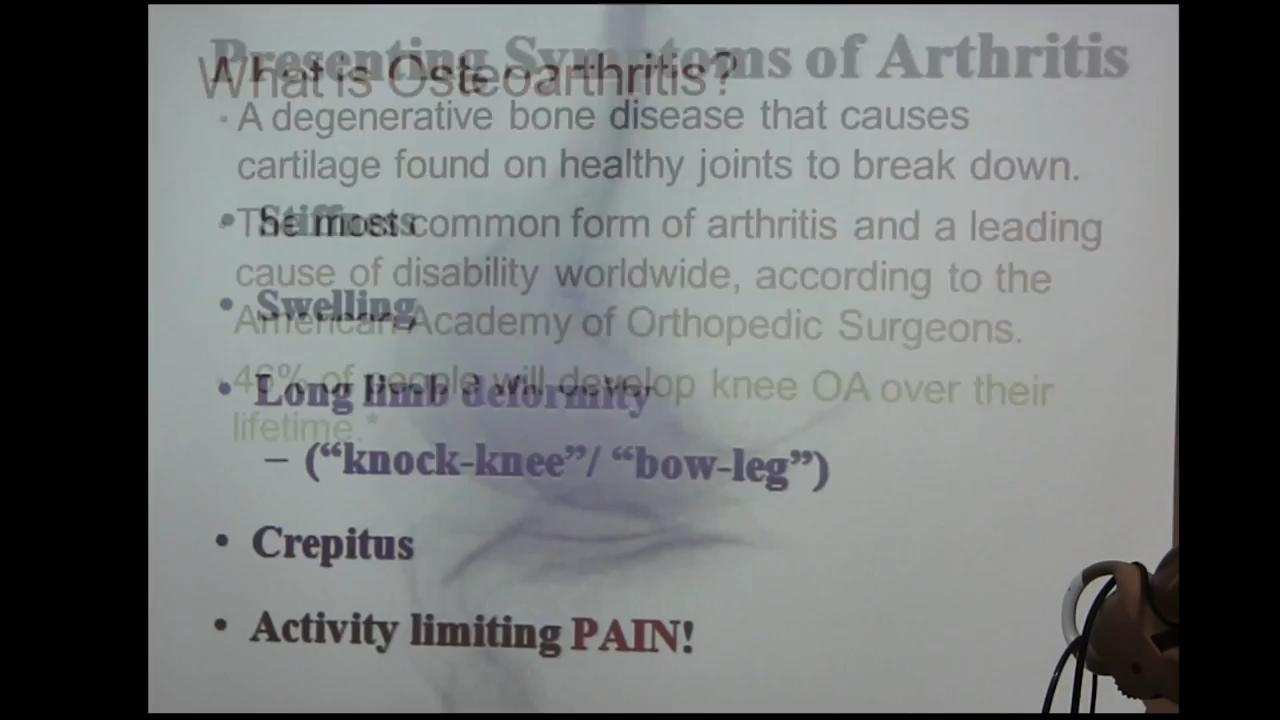 Presenting Symptoms of Arthritis
What is Osteoarthritis?
· A degenerative bone disease that causes
cartilage found on healthy joints to break down.
• Stiffness
• The most common form of arthritis and a leading
cause of disability worldwide, according to the
• Swelling
American Academy of Orthopedic Surgeons.
46% of people will develop knee OA over their
• Long limb deformity
lifetime.*
– (“knock-knee”/ “bow-leg”)
• Crepitus
• Activity limiting PAIN!